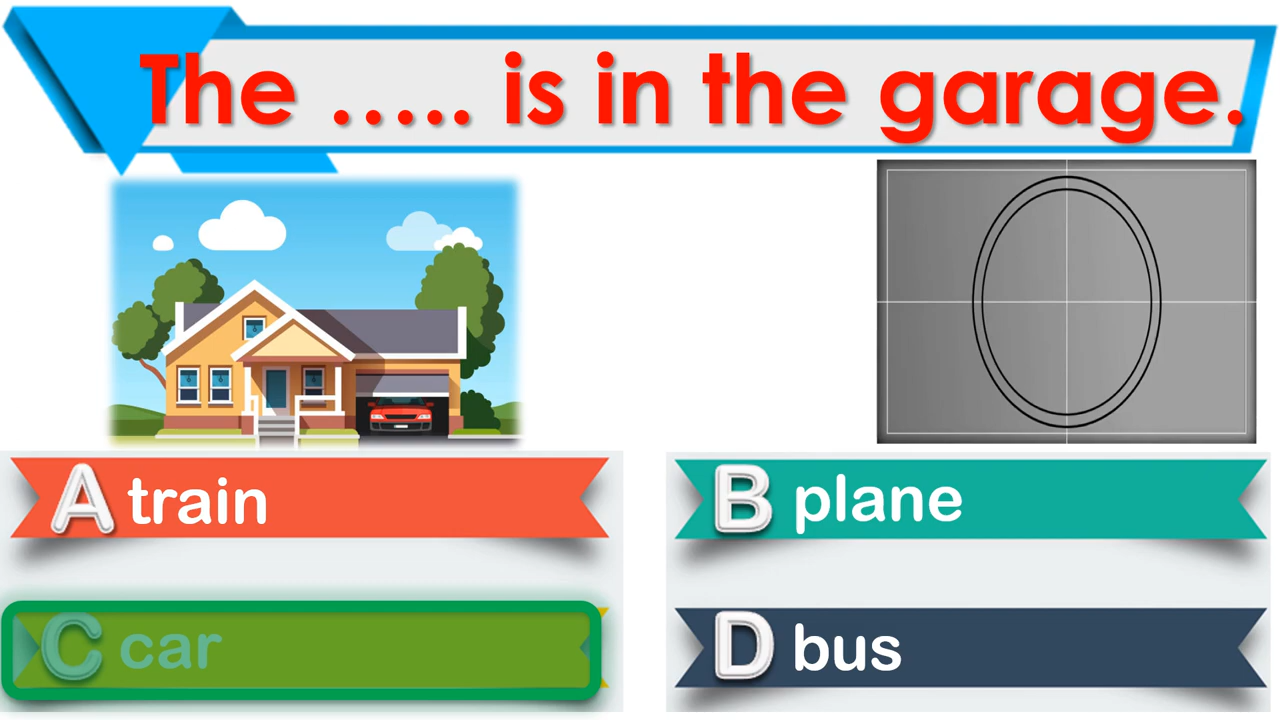 The ..... is in the garage.
A train
B plane
C car
D bus